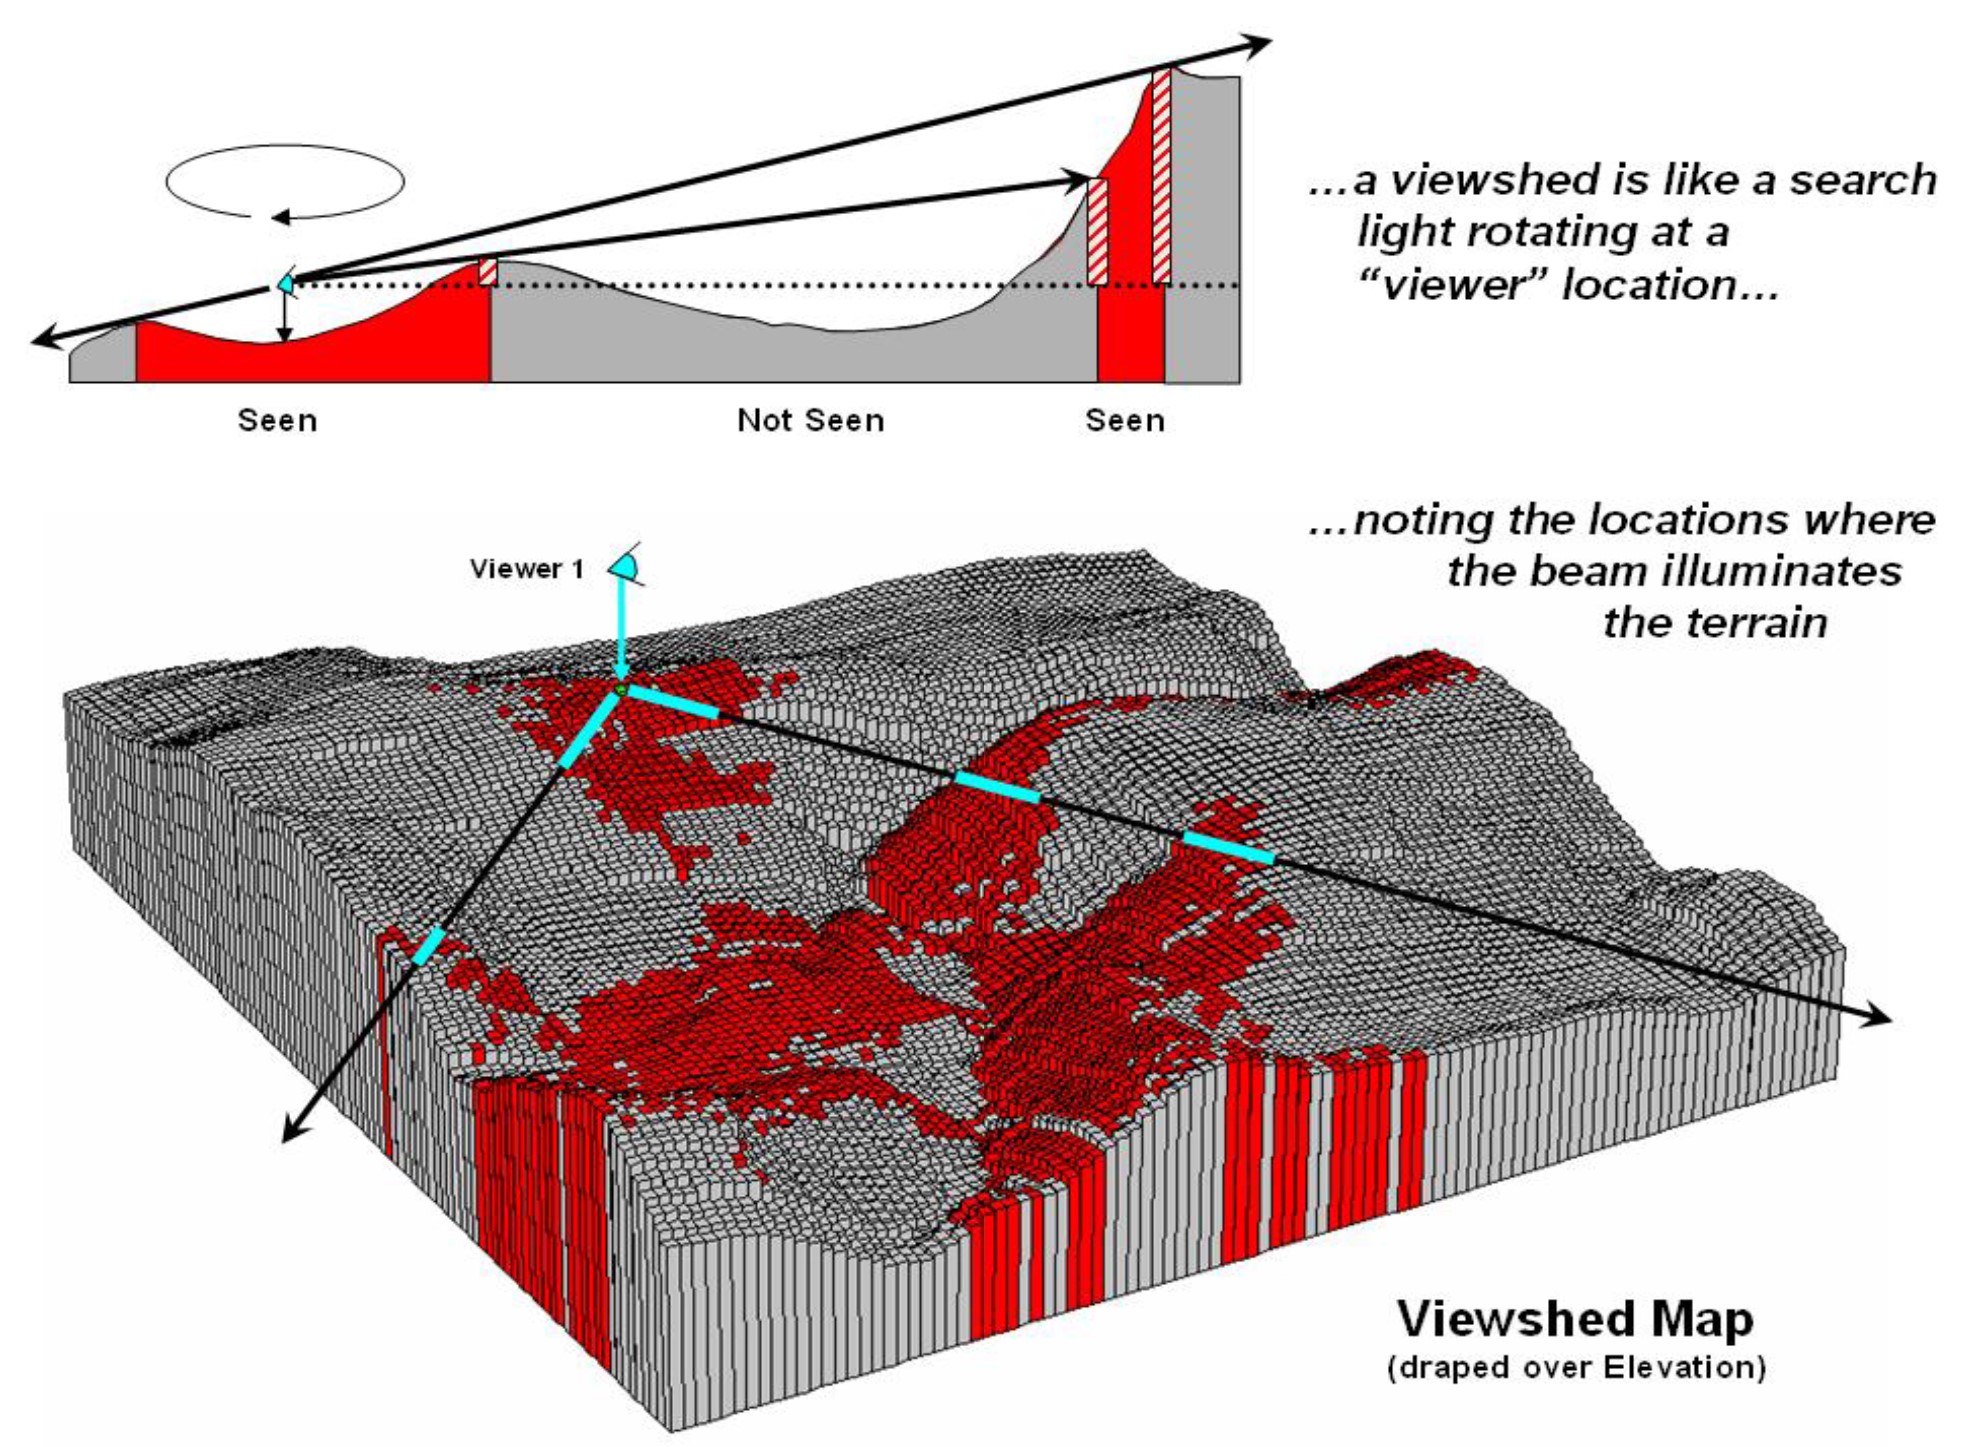 ...a viewshed is like a search
light rotating at a
“viewer” location...
Seen
Not Seen
Seen
...noting the locations where
the beam illuminates
the terrain
Viewer 1
Viewshed Map
(draped over Elevation)